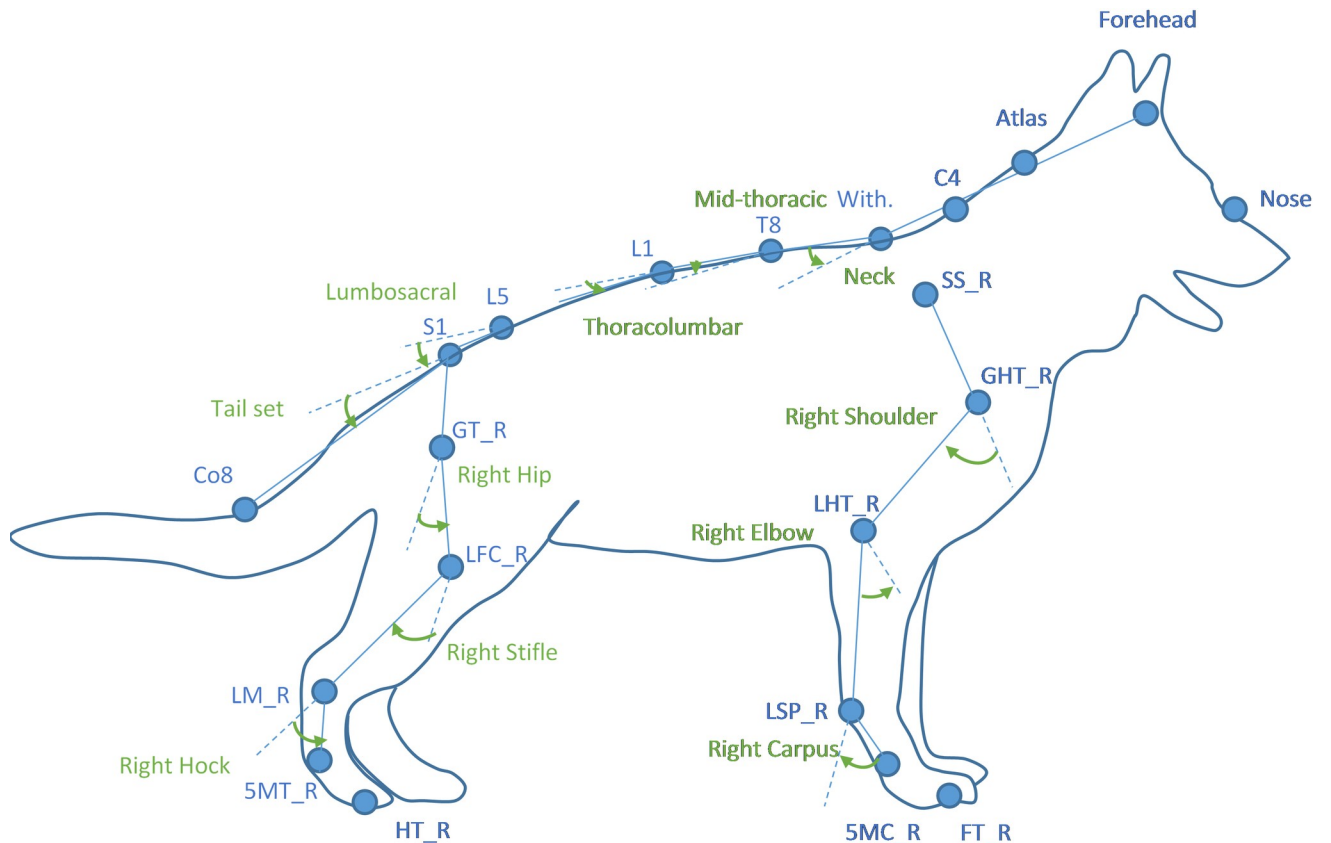 Forehead
Atlas
C4
Nose
Mid-thoracic
With.
T8
L1
Neck
SS_R
Lumbosacral
L5
S1
Thoracolumbar
GHT_R
Tail set
Right Shoulder
GT_R
Co8
Right Hip
LHT_R
Right Elbow
LFC_R
Right Stifle
LM_R
LSP_R
Right Hock
Right Carpus
5MT_R
HT_R
5MC_R
FT_R